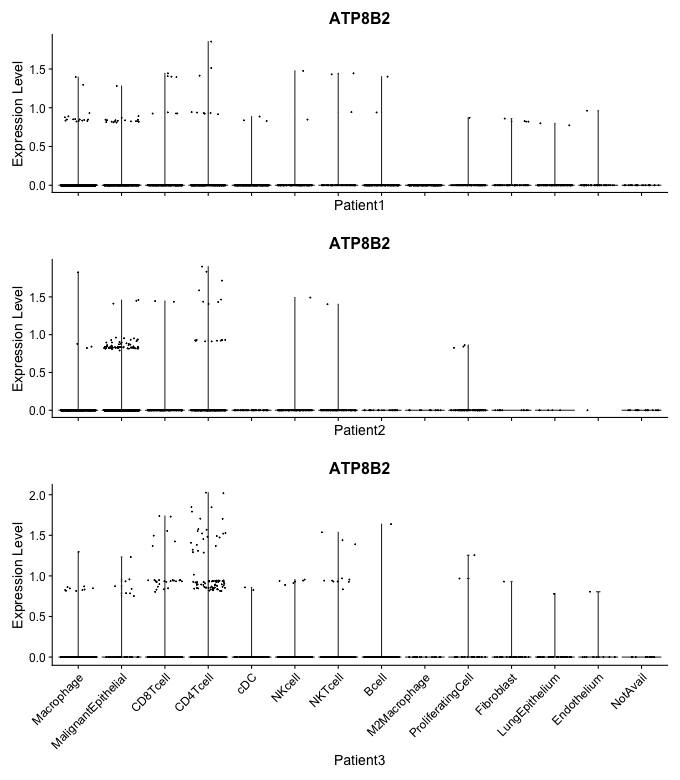 ATP8B2
Expression Level
1.5
1.0
0.5
0.0
Patient1
ATP8B2
Expression Level
1.5
1.0
0.5
0.0
Patient2
ATP8B2
Expression Level
2.0
1.5
1.0
0.5
0.0
Macrophage
MalignantEpithelial
CD8Tcell
CD4Tcell
cDC
NKcell
NKTcell
Bcell
M2Macrophage
ProliferatingCell
Fibroblast
LungEpithelium
Endothelium
NotAvail
Patient3